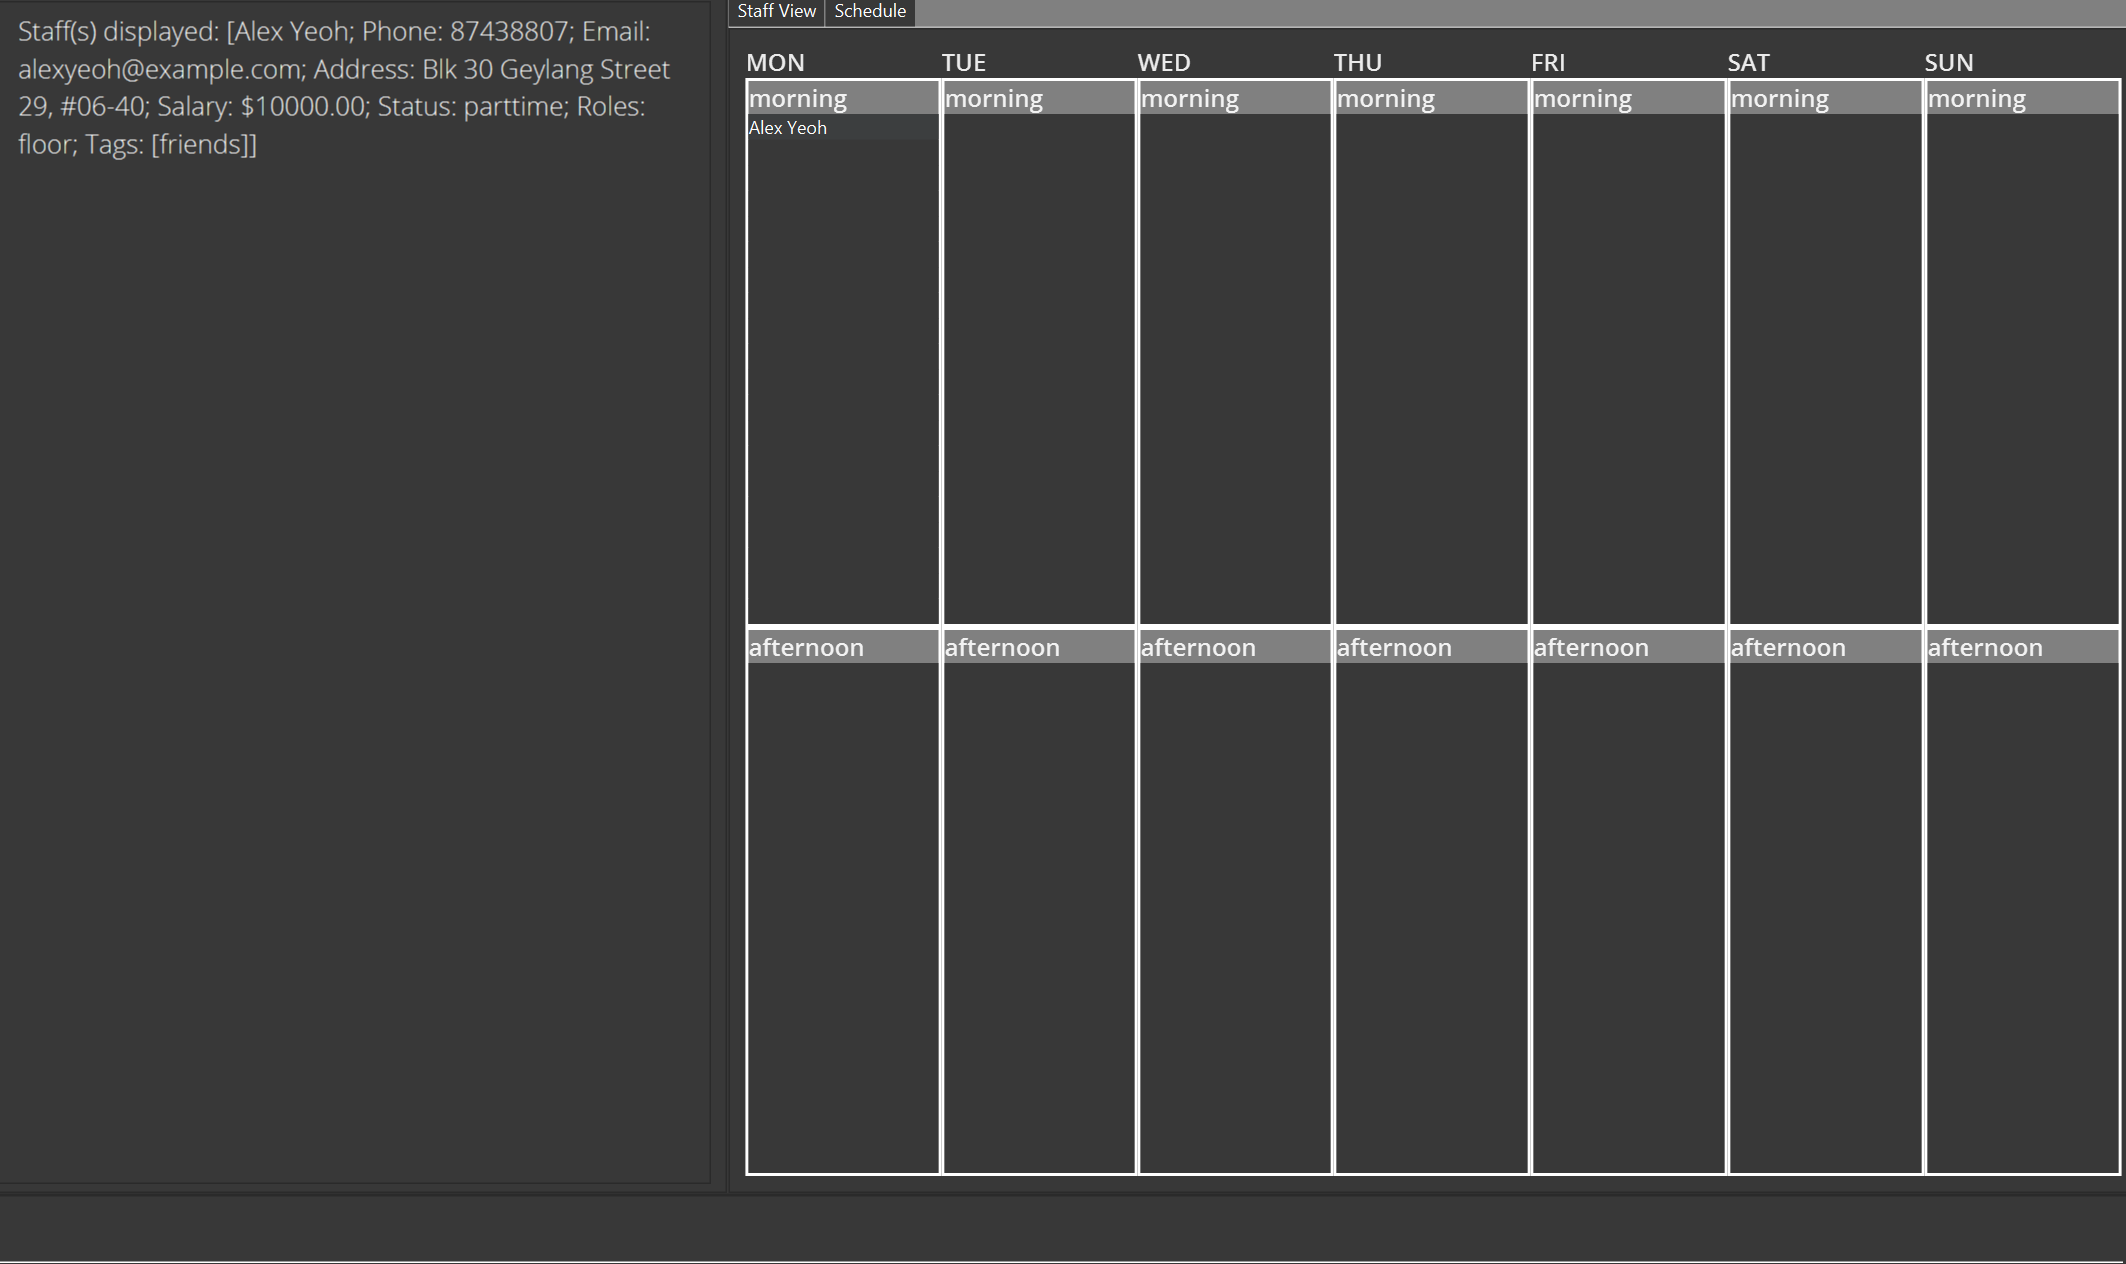 Staff(s) displayed: [Alex Yeoh; Phone: 87438807; Email:
alexyeoh@example.com; Address: Blk 30 Geylang Street
29, #06-40; Salary: $10000.00; Status: parttime; Roles:
floor; Tags: [friends]]
Staff View Schedule
MON TUE WED THU FRI SAT SUN
morning morning morning morning morning morning morning
Alex Yeoh
afternoon afternoon afternoon afternoon afternoon afternoon afternoon